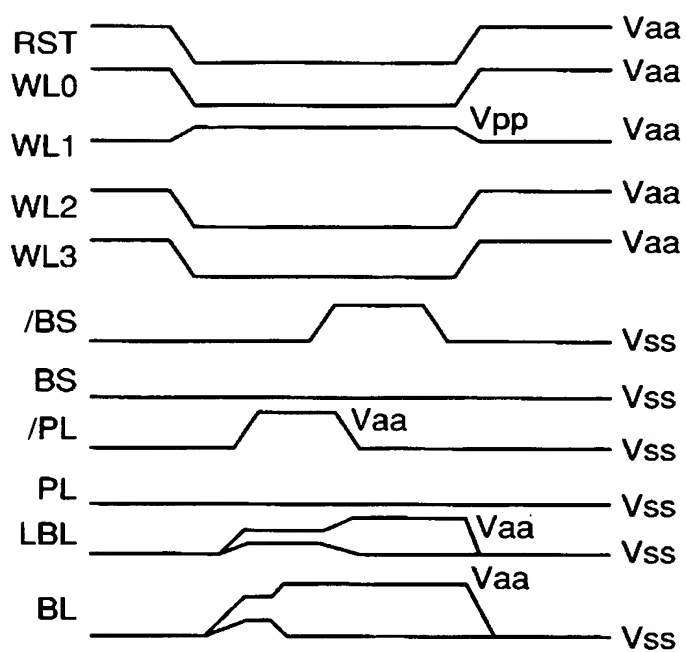 RST Vaa
WL0 Vaa
WL1 Vpp Vaa
WL2 Vaa
WL3 Vaa
/BS Vss
BS Vss
/PL Vaa Vss
PL Vss
LBL Vaa Vss
BL Vaa Vss